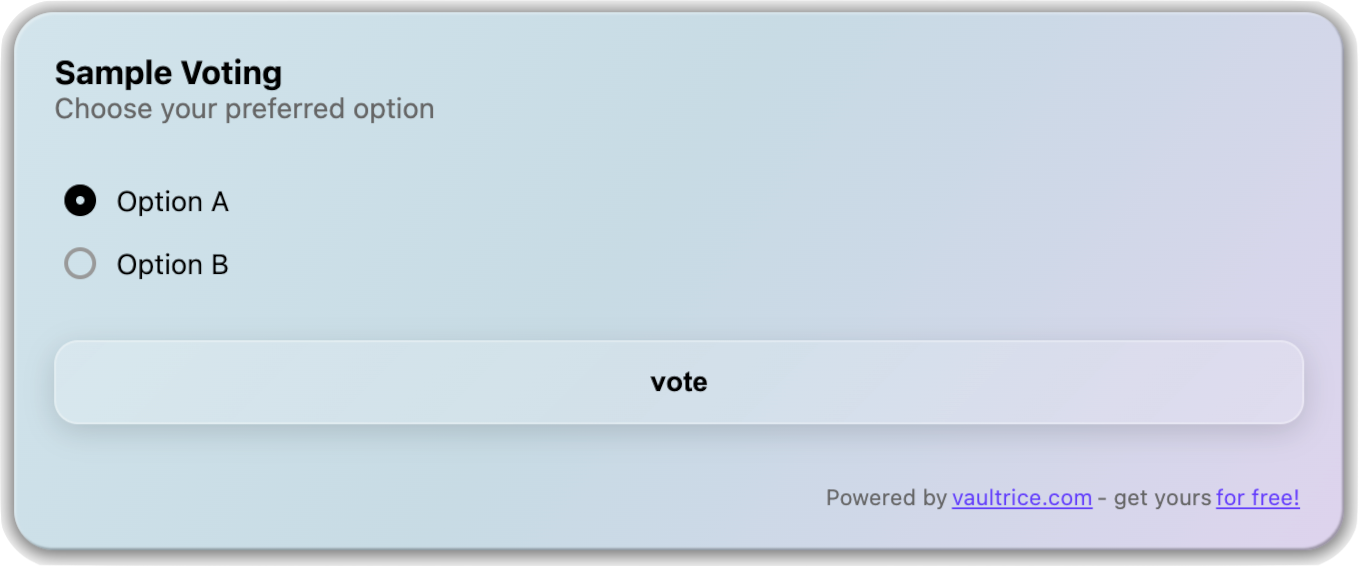 Sample Voting
Choose your preferred option
Option A
Option B
vote
Powered by vaultrice.com - get yours for free!